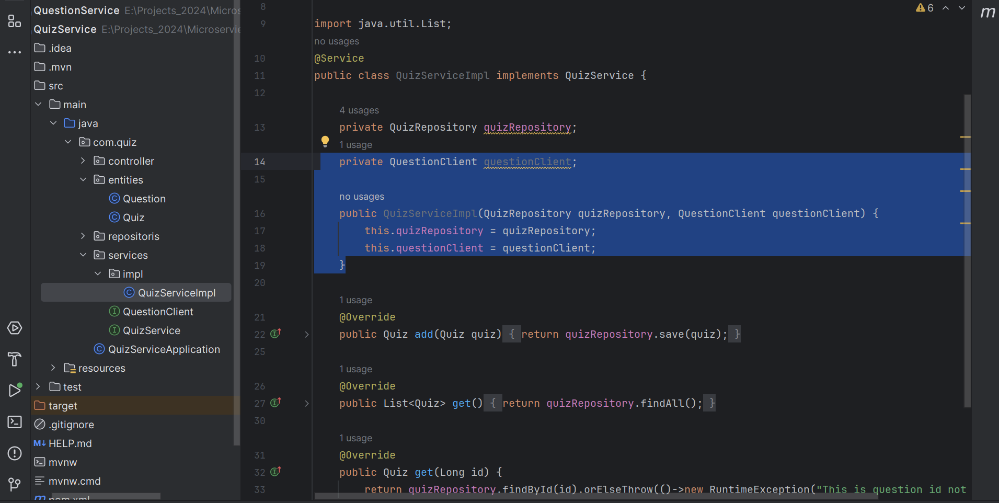 QuestionService E:\Projects_2024\Micros
QuizService E:\Projects_2024\Microservi
.idea
.mvn
src
main
java
com.quiz
controller
entities
Question
Quiz
repositoris
services
impl
QuizServiceImpl
QuestionClient
QuizService
QuizServiceApplication
resources
test
target
.gitignore
M↓ HELP.md
mvnw
mvnw.cmd
m pom.xml
6
m
8
9 import java.util.List;
no usages
10 @Service
11 public class QuizServiceImpl implements QuizService {
12
4 usages
13 private QuizRepository quizRepository;
1 usage
14 private QuestionClient questionClient;
15
no usages
16 public QuizServiceImpl(QuizRepository quizRepository, QuestionClient questionClient) {
17 this.quizRepository = quizRepository;
18 this.questionClient = questionClient;
19 }
20
1 usage
21 @Override
22 public Quiz add(Quiz quiz) { return quizRepository.save(quiz); }
25
1 usage
26 @Override
27 public List<Quiz> get() { return quizRepository.findAll(); }
30
1 usage
31 @Override
32 public Quiz get(Long id) {
33 return quizRepository.findById(id).orElseThrow(()->new RuntimeException("This is question id not